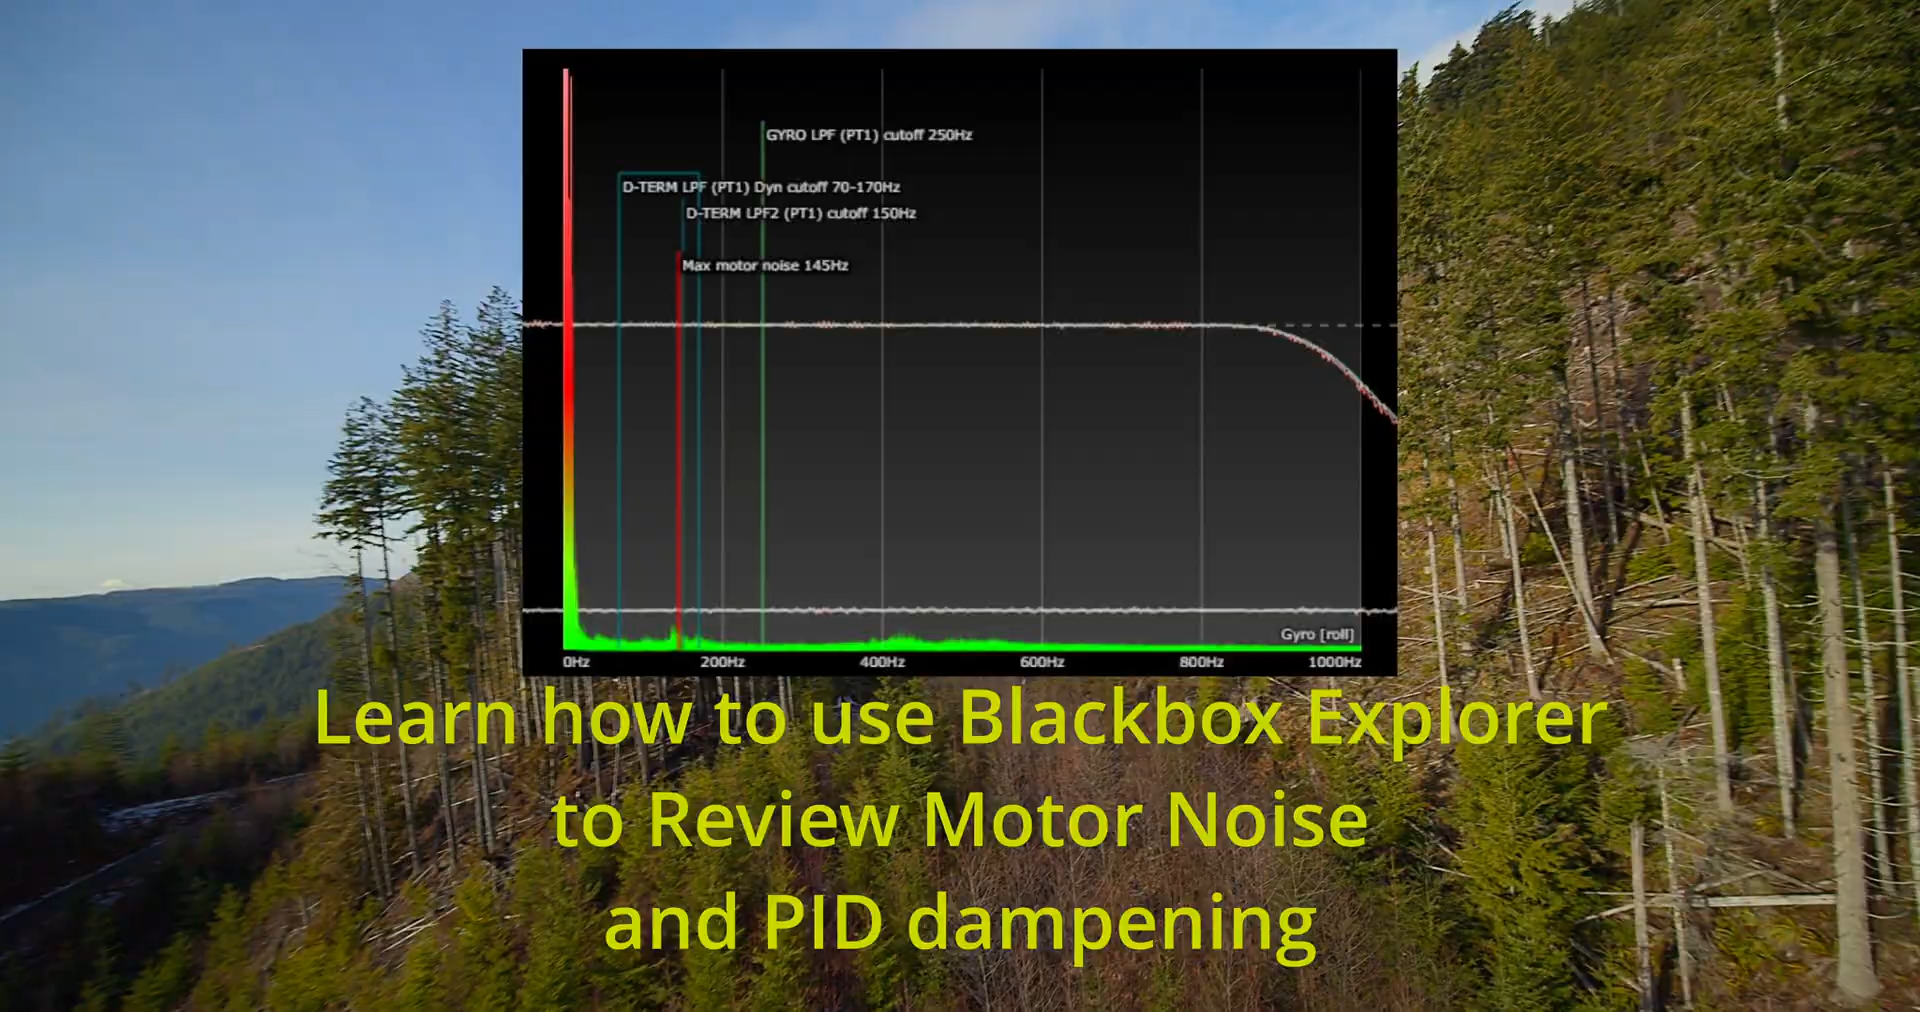 GYRO LPF (PT1) cutoff 250Hz
D-TERM LPF (PT1) Dyn cutoff 70-170Hz
D-TERM LPF2 (PT1) cutoff 150Hz
Max motor noise 145Hz
Gyro [roll]
0Hz 200Hz 400Hz 600Hz 800Hz 1000Hz
Learn how to use Blackbox Explorer
to Review Motor Noise
and PID dampening